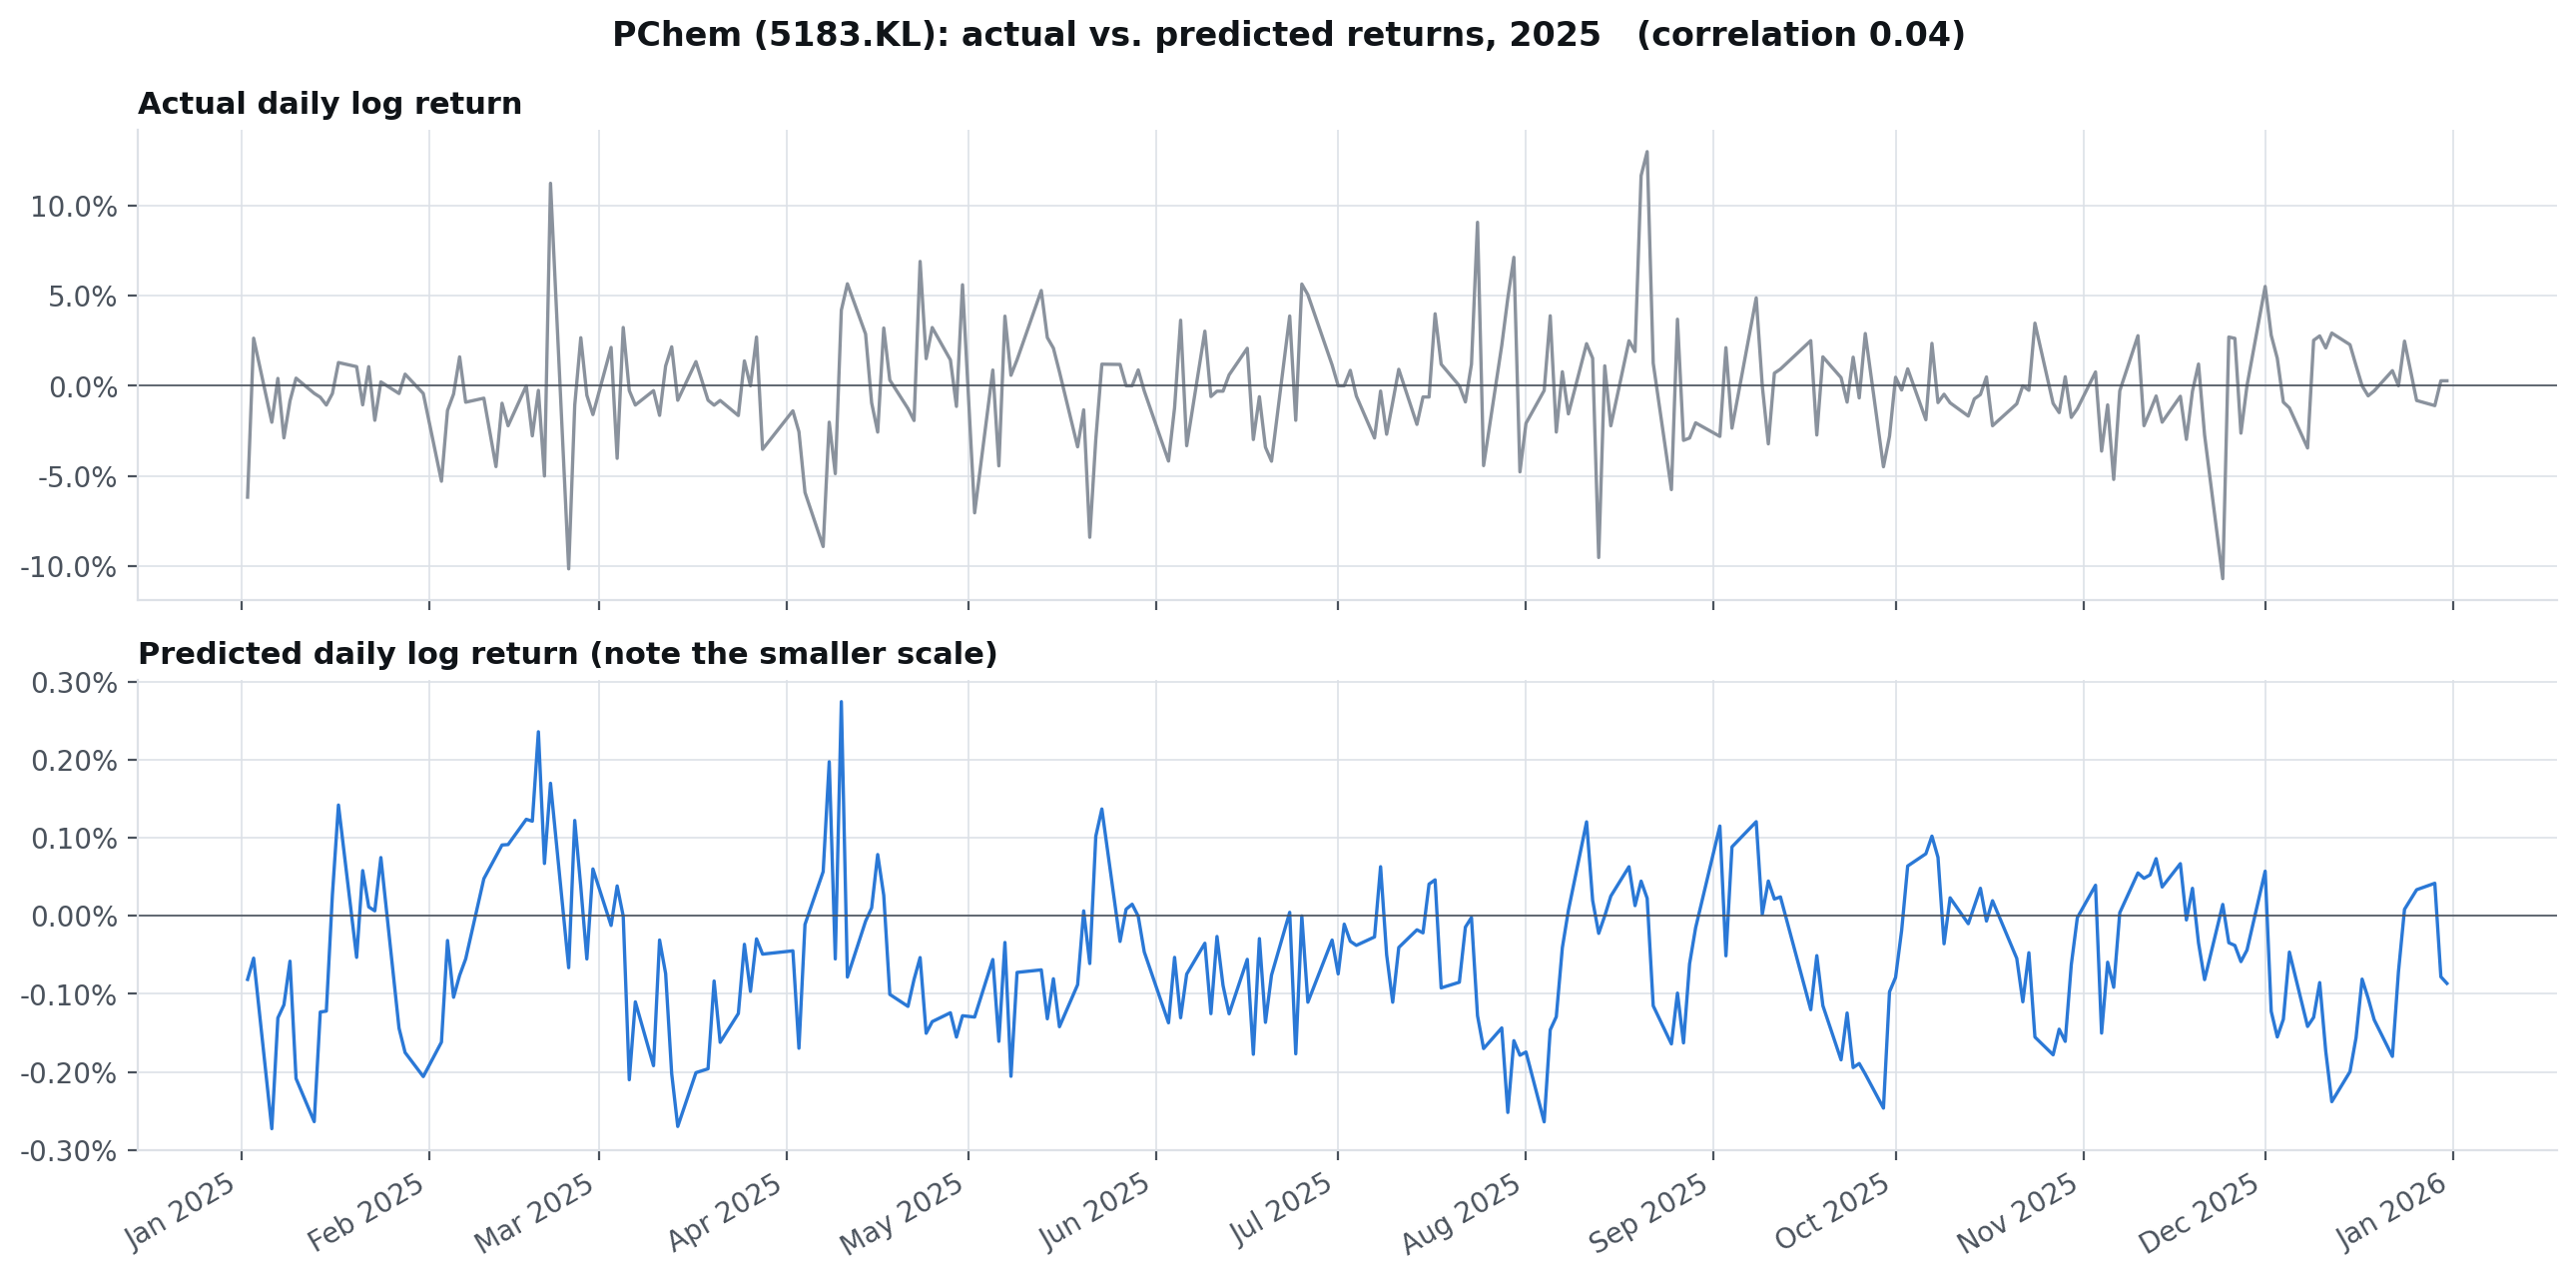 PChem (5183.KL): actual vs. predicted returns, 2025   (correlation 0.04)
Actual daily log return
10.0%
5.0%
0.0%
-5.0%
-10.0%
Predicted daily log return (note the smaller scale)
0.30%
0.20%
0.10%
0.00%
-0.10%
-0.20%
-0.30%
Jan 2025
Feb 2025
Mar 2025
Apr 2025
May 2025
Jun 2025
Jul 2025
Aug 2025
Sep 2025
Oct 2025
Nov 2025
Dec 2025
Jan 2026